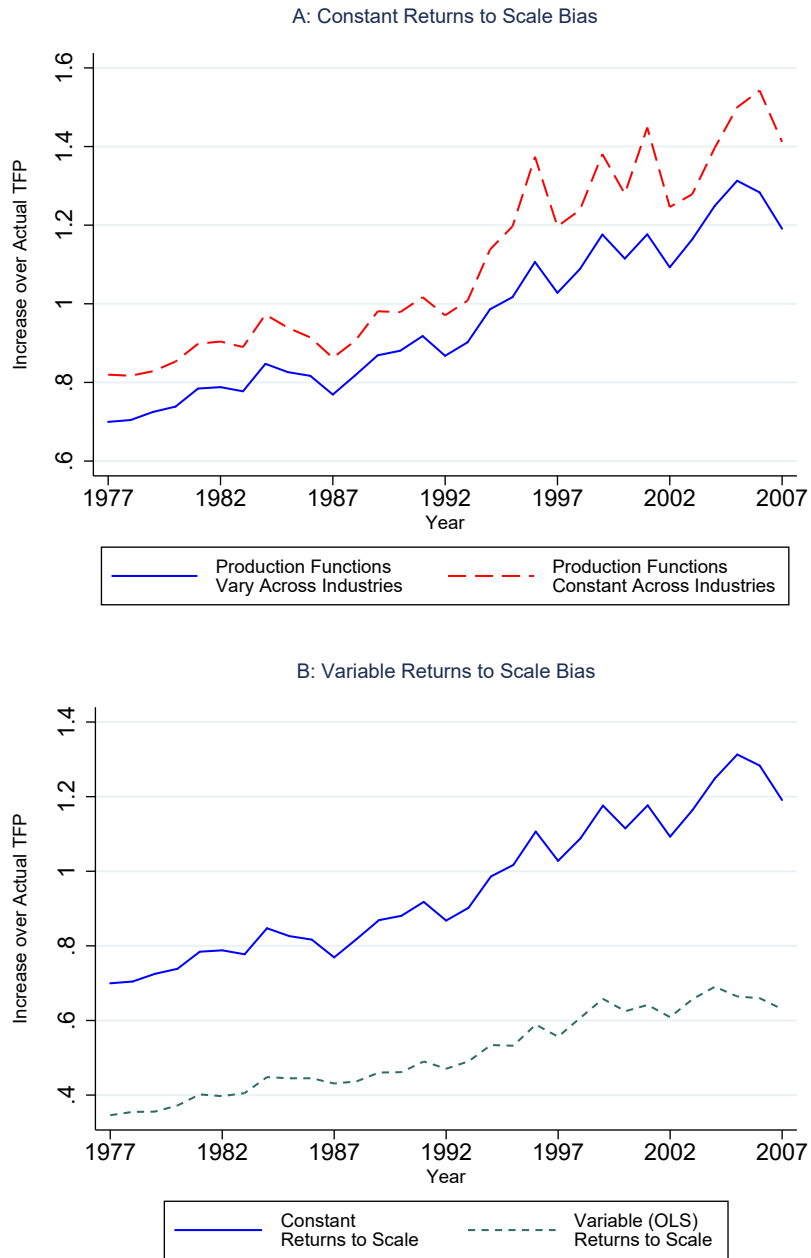 A: Constant Returns to Scale Bias
Increase over Actual TFP
1.6
1.4
1.2
1
.8
.6
1977 1982 1987 1992 1997 2002 2007
Year
Production Functions
Vary Across Industries
Production Functions
Constant Across Industries
B: Variable Returns to Scale Bias
Increase over Actual TFP
1.4
1.2
1
.8
.6
.4
1977 1982 1987 1992 1997 2002 2007
Year
Constant
Returns to Scale
Variable (OLS)
Returns to Scale